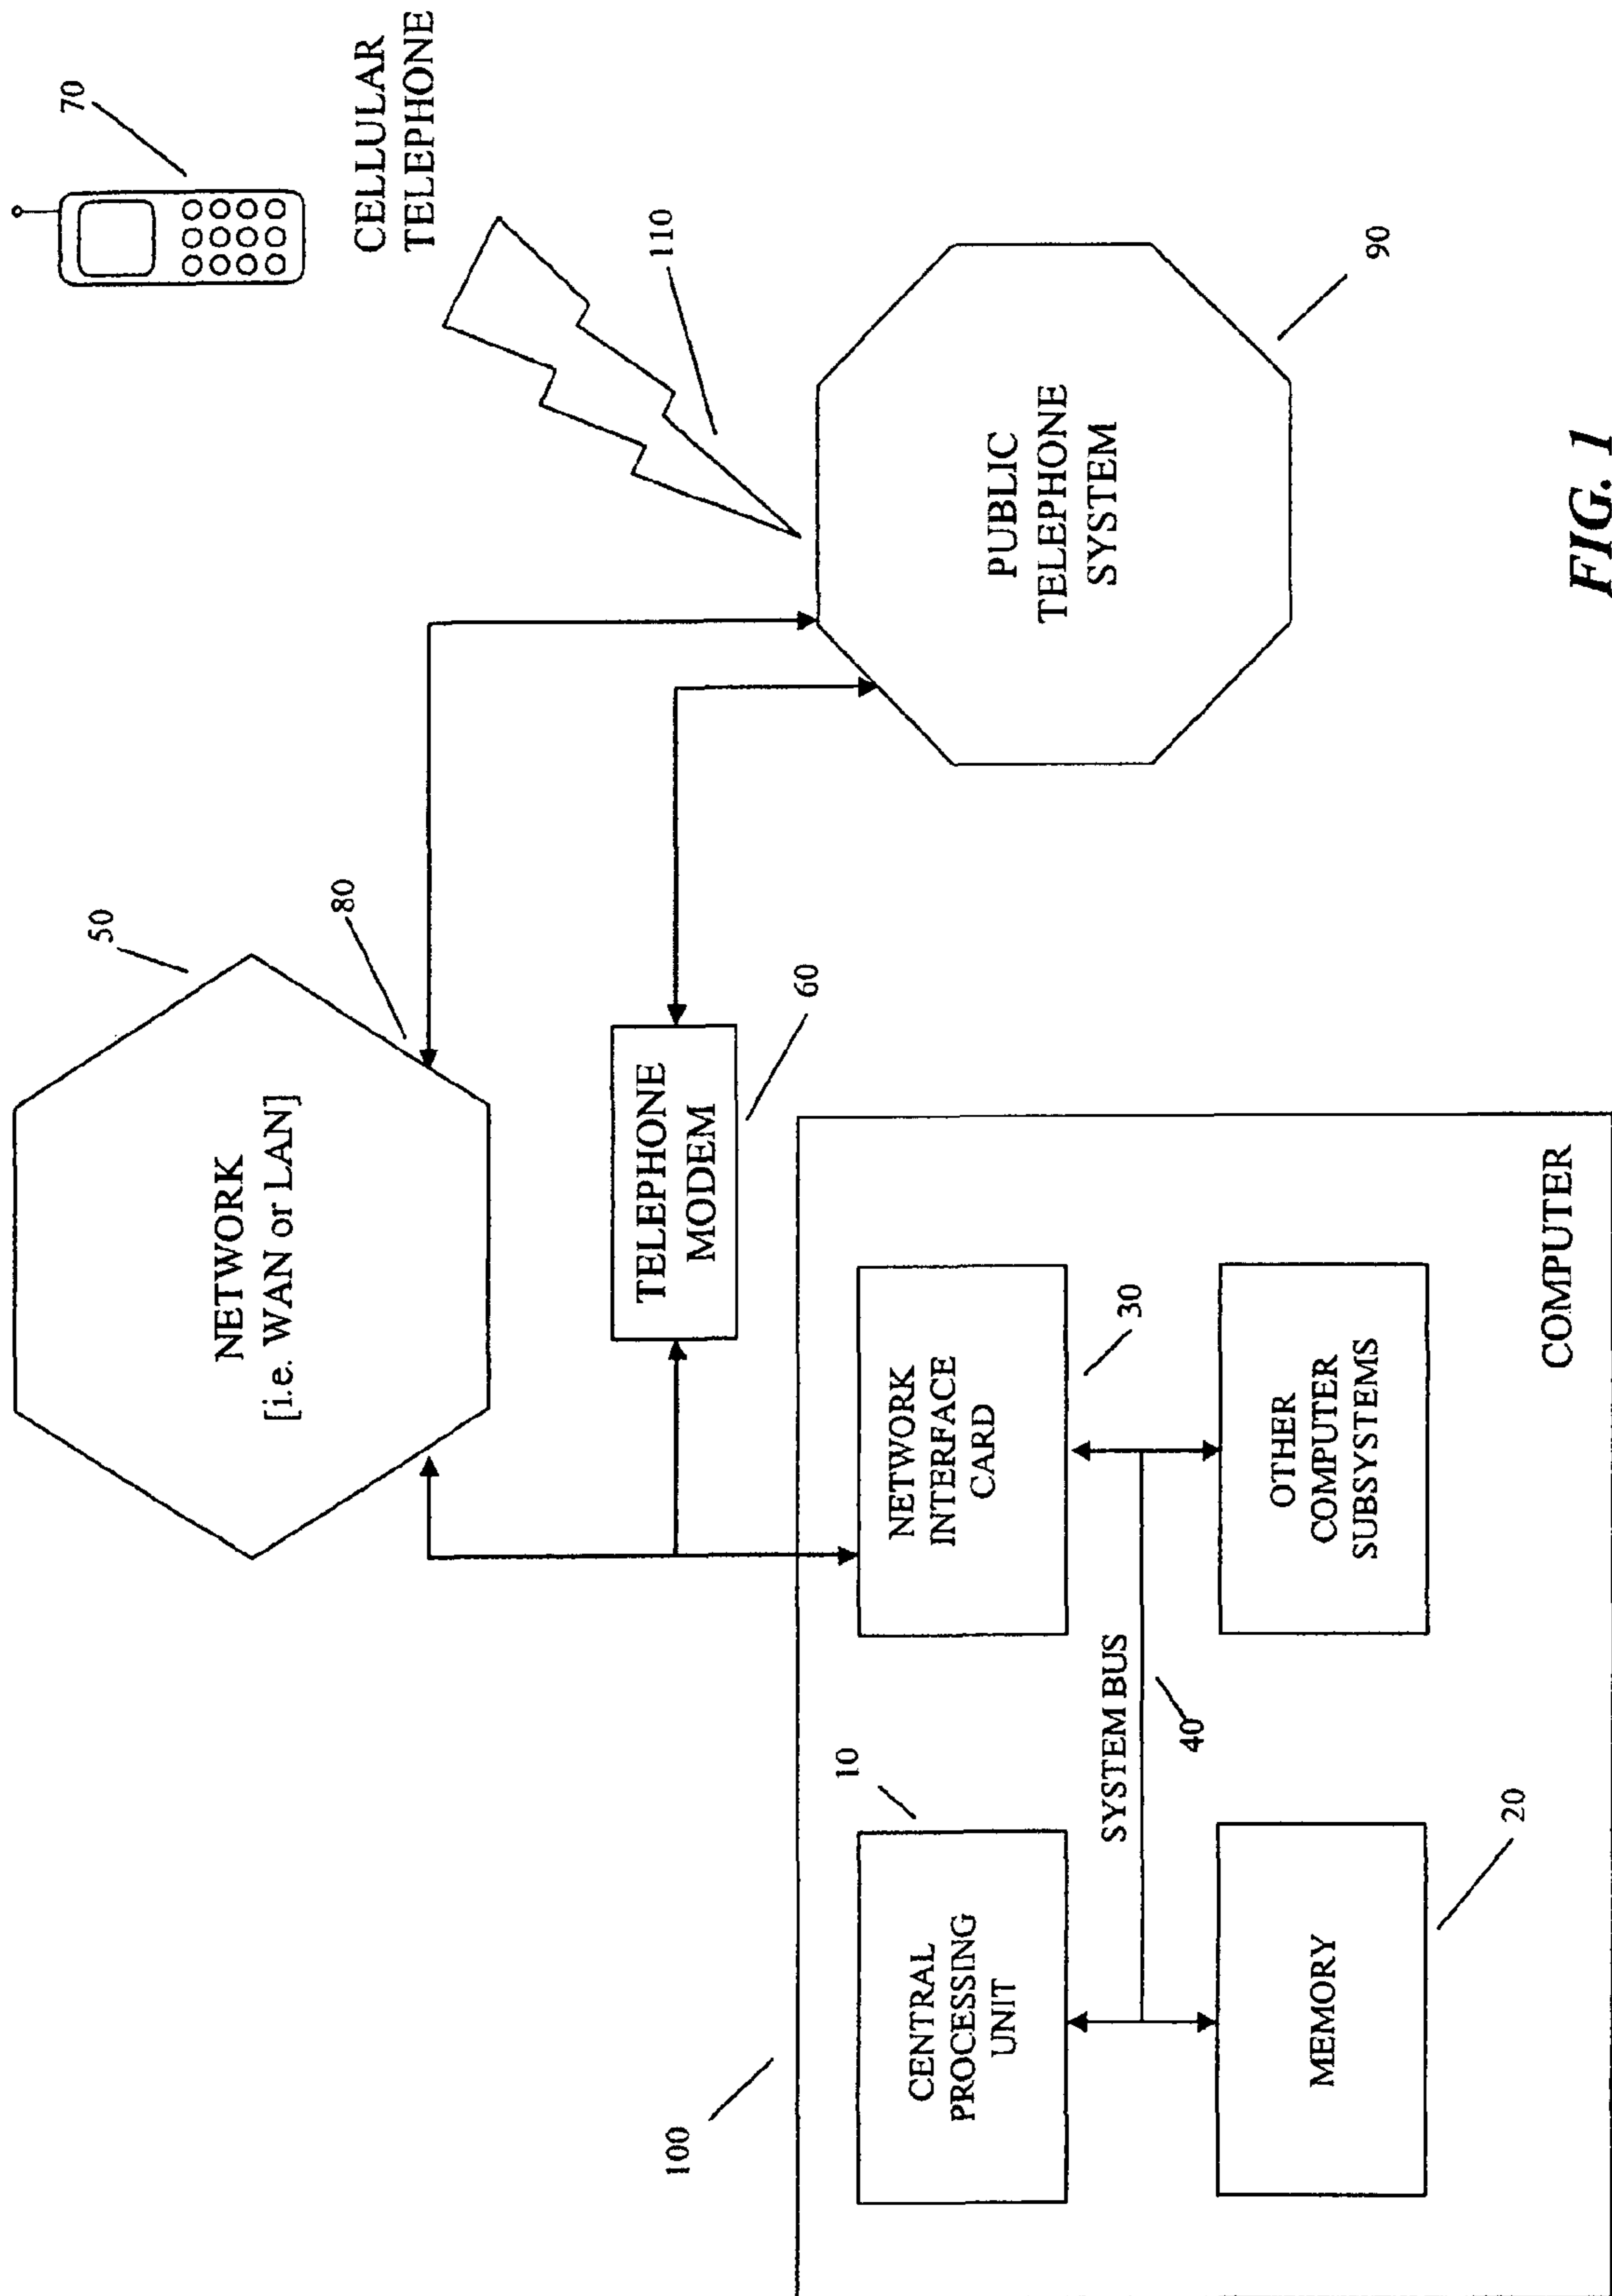 70
CELLULAR
TELEPHONE
50
NETWORK
[i.e. WAN or LAN]
80
110
TELEPHONE
MODEM
60
PUBLIC
TELEPHONE
SYSTEM
90
100
10
CENTRAL
PROCESSING
UNIT
NETWORK
INTERFACE
CARD
30
SYSTEM BUS
40
MEMORY
20
OTHER
COMPUTER
SUBSYSTEMS
COMPUTER
FIG. 1